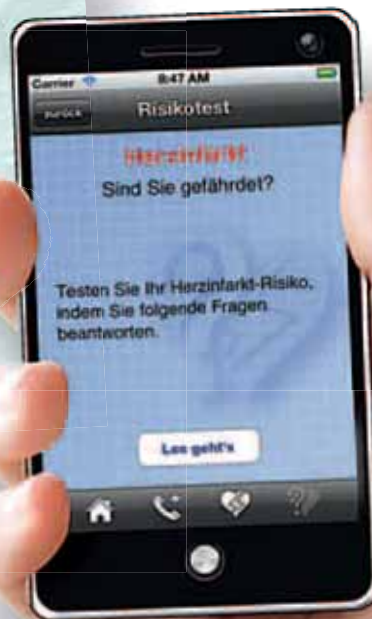 Carrier 8:47 AM
zurück Risikotest
Herzinfarkt
Sind Sie gefährdet?
Testen Sie Ihr Herzinfarkt-Risiko,
indem Sie folgende Fragen
beantworten.
Los geht's